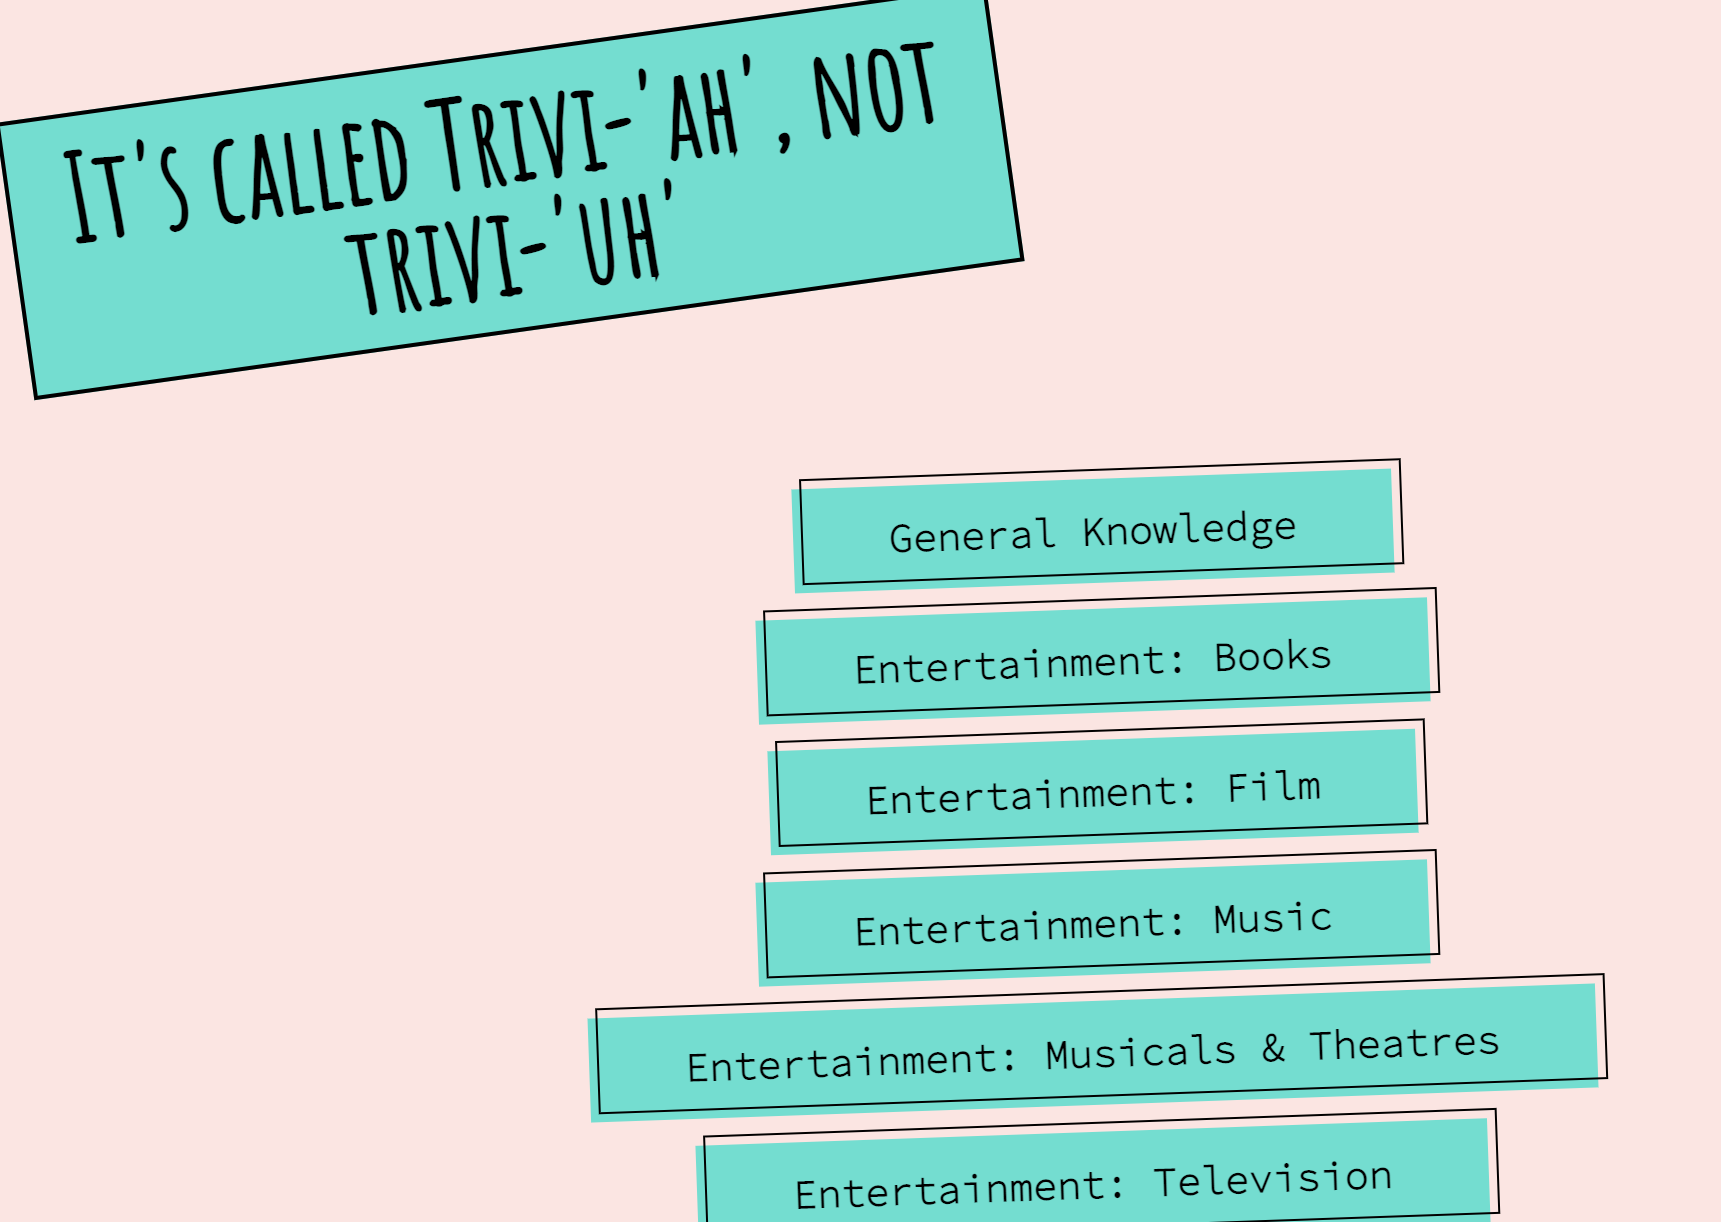 It's called Trivi-'ah', not
trivi-'uh'
General Knowledge
Entertainment: Books
Entertainment: Film
Entertainment: Music
Entertainment: Musicals & Theatres
Entertainment: Television